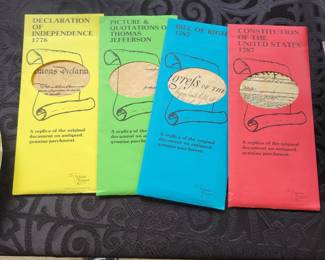 DECLARATION
OF
INDEPENDENCE
1776
A replica of the original
document on antiqued,
genuine parchment.
PICTURE &
QUOTATIONS O
THOMAS
JEFFERSON
A replica of the original
document on antiqued,
genuine parchment.
BILL OF RIGH
1787
A replica of the original
document on antiqued,
genuine parchment.
CONSTITUTION
OF THE
UNITED STATES
1787
A replica of the original
document on antiqued,
genuine parchment.